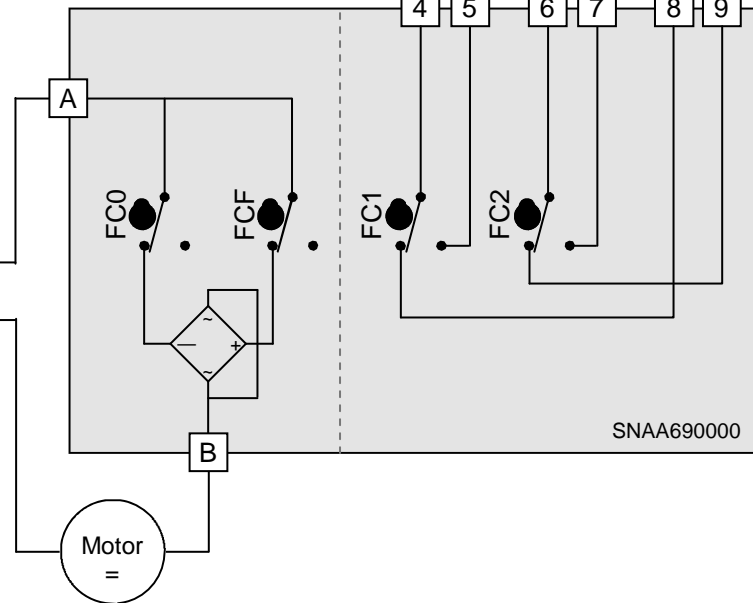 4 5 6 7 8 9
A
FC0 FCF FC1 FC2
~
— +
~
SNAA690000
B
Motor
=